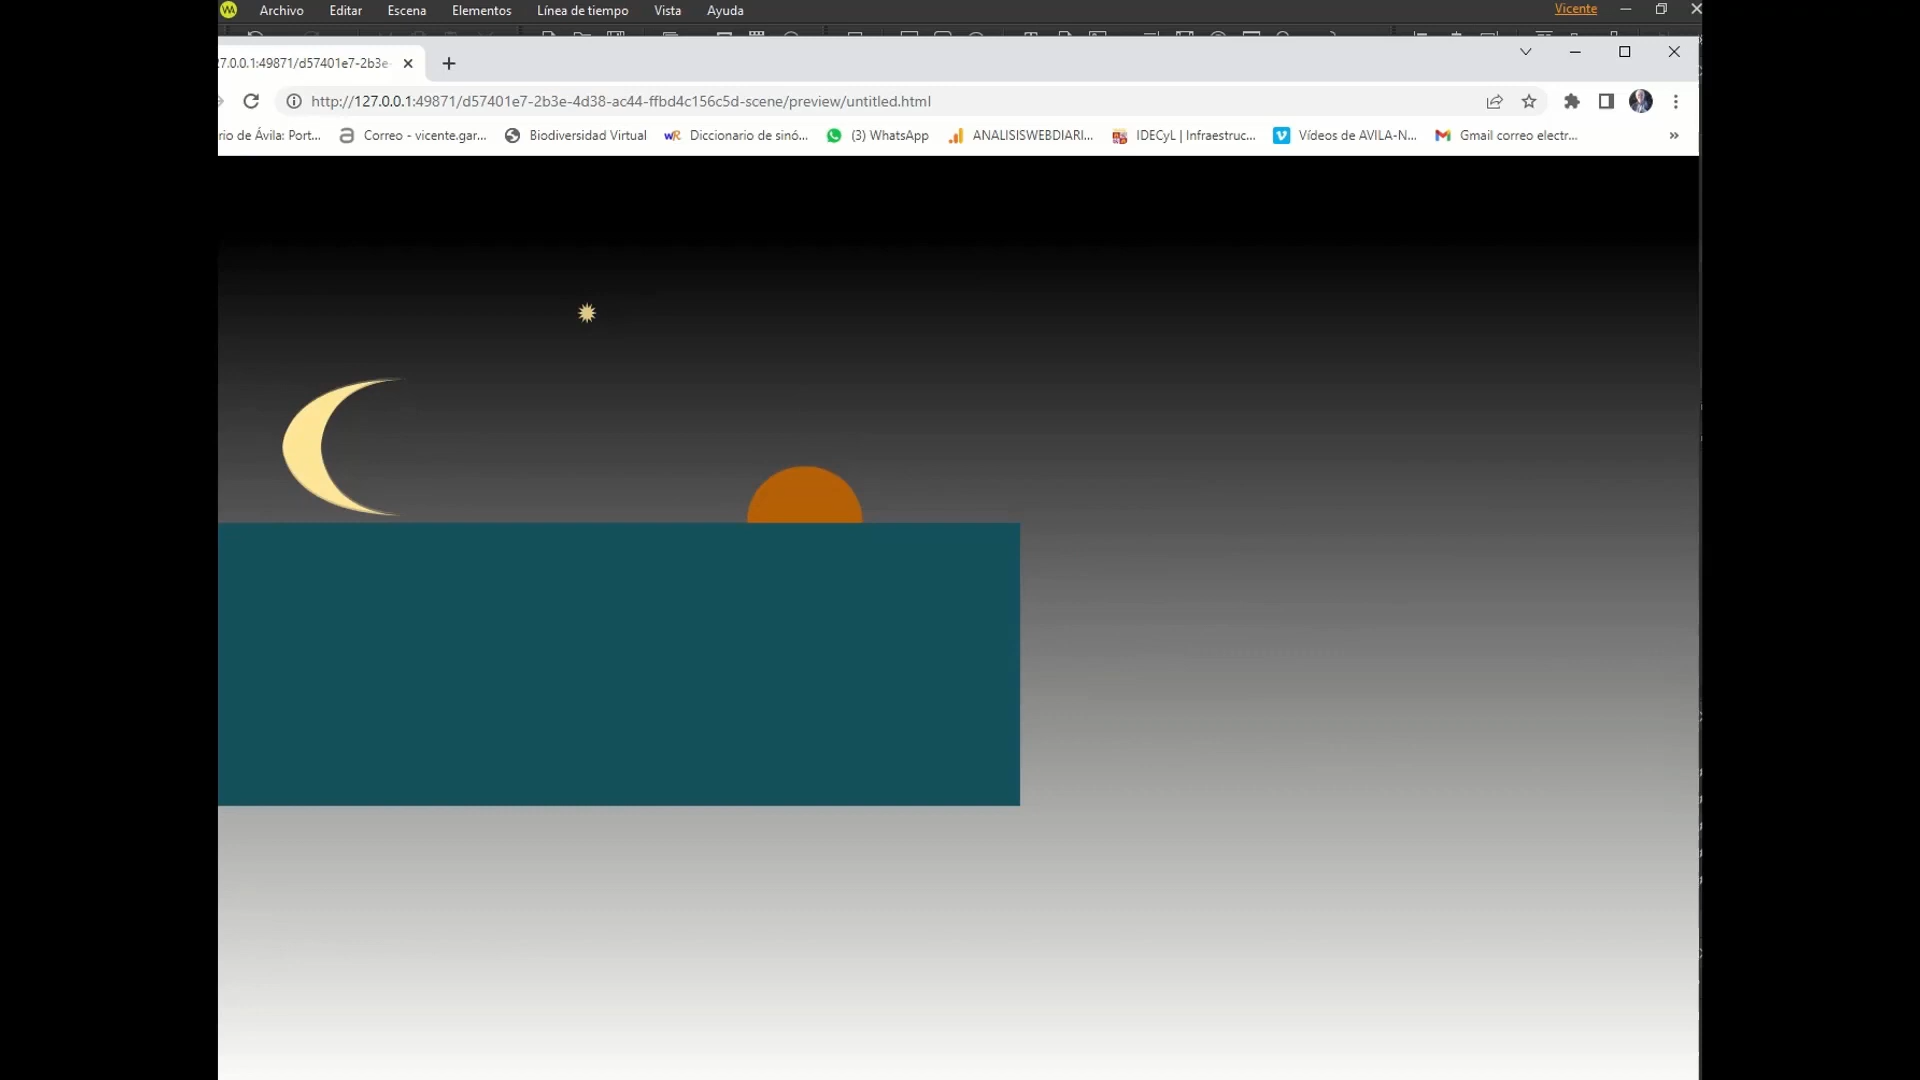 Archivo Editar Escena Elementos Línea de tiempo Vista Ayuda Vicente
7.0.0.1:49871/d57401e7-2b3e-
http://127.0.0.1:49871/d57401e7-2b3e-4d38-ac44-ffbd4c156c5d-scene/preview/untitled.html
rio de Ávila: Port... Correo - vicente.gar... Biodiversidad Virtual wR Diccionario de sinó... (3) WhatsApp ANALISISWEBDIARI... IDECyL | Infraestruc... Vídeos de AVILA-N... Gmail correo electr... »